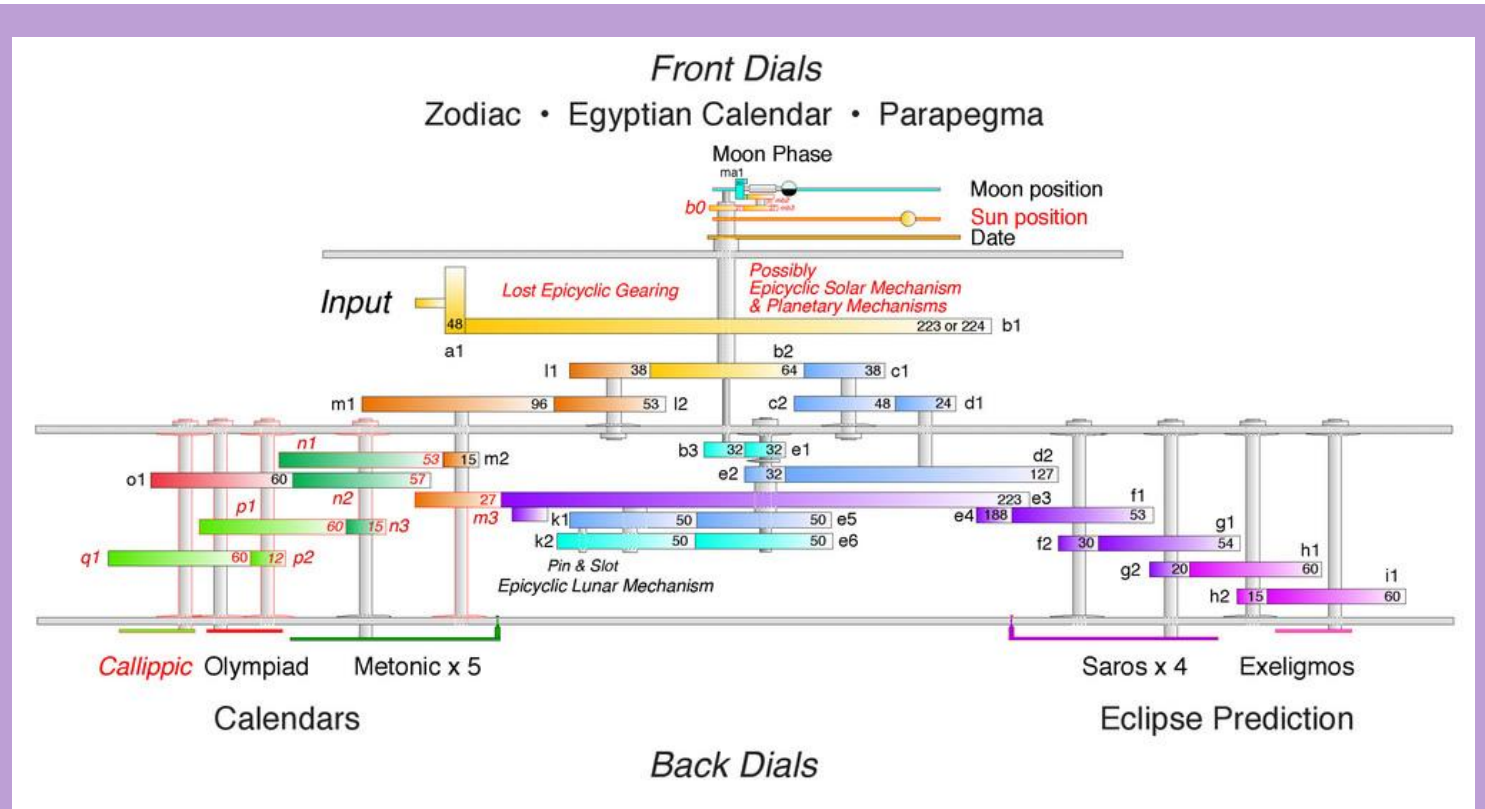 Front Dials
Zodiac • Egyptian Calendar • Parapegma
Moon Phase
ma1
Moon position
b0
Sun position
Date
Input
Lost Epicyclic Gearing
Possibly
Epicyclic Solar Mechanism
& Planetary Mechanisms
48
223 or 224 b1
a1
b2
l1 38 64 38 c1
m1 96 53 l2 c2 48 24 d1
n1 53 15 m2
b3 32 32 e1
d2
o1 60 57
e2 32 127
n2
27 223 e3
m3
p1 60 15 n3
k1 50 50 e5
e4 188 53 f1
k2 50 50 e6
f2 30 54 g1
q1 60 12 p2
Pin & Slot
Epicyclic Lunar Mechanism
g2 20 60 h1
h2 15 60 i1
Callippic Olympiad Metonic x 5 Saros x 4 Exeligmos
Calendars Eclipse Prediction
Back Dials